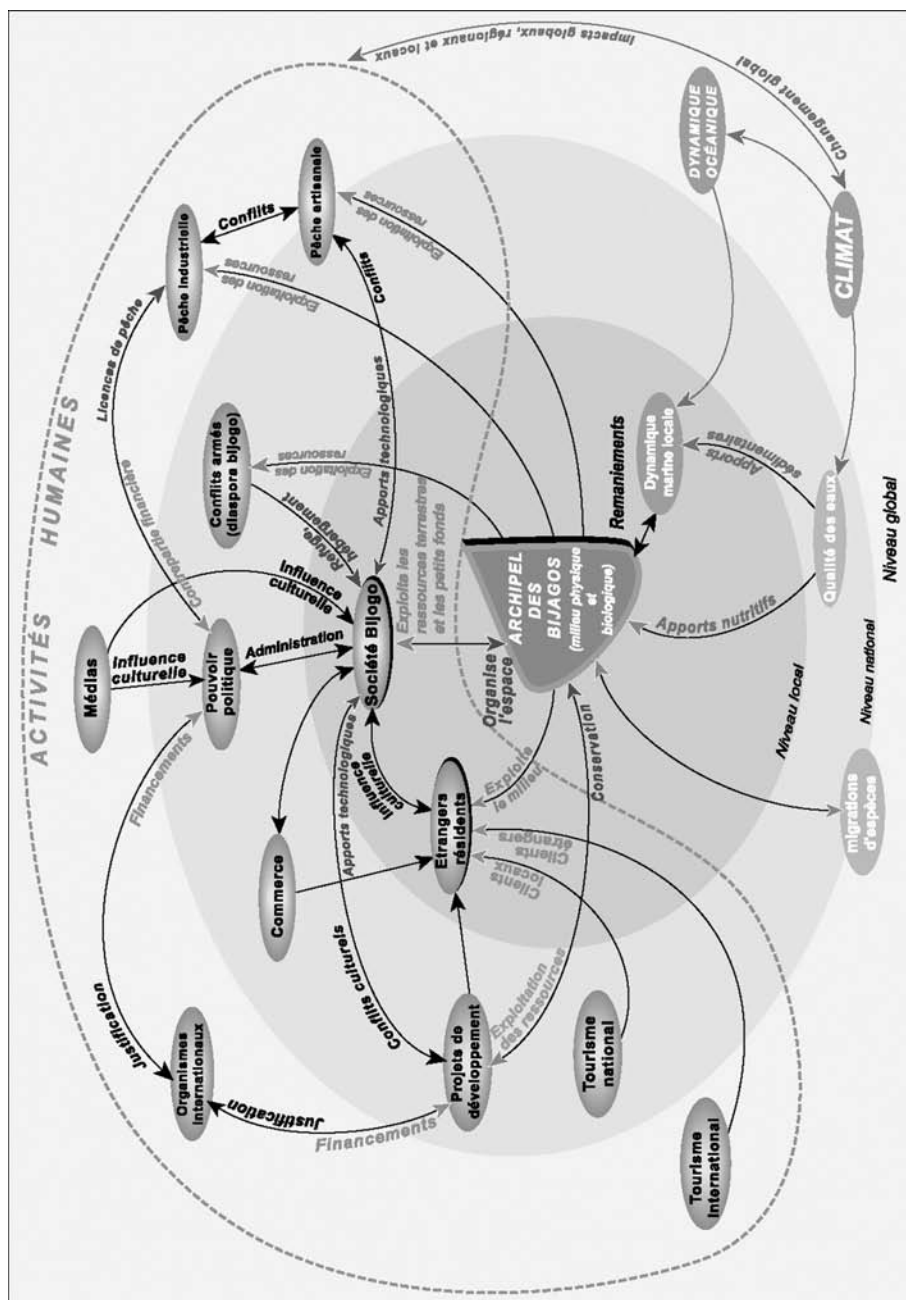 ACTIVITÉS HUMAINES
Médias
Influence
culturelle
Influence
culturelle
Pouvoir
politique
Financements
Contrepartie financière
Licences de pêche
Pêche industrielle
Conflits
Pêche artisanale
Exploitation des
ressources
Exploitation des
ressources
Conflits
Apports technologiques
Conflits armés
(diaspora bijogo)
Refuge,
hébergement
Exploitation des
ressources
Administration
Société Bijogo
Apports technologiques
Conflits culturels
Influence
culturelle
Commerce
Etrangers
résidents
Justification
Organismes
internationaux
Justification
Financements
Projets de
développement
Exploitation
des ressources
Conservation
Tourisme
national
Clients
locaux
Clients
étrangers
Tourisme
international
Exploite
le milieu
Organise
l'espace
Exploite les
ressources terrestres
et les petits fonds
ARCHIPEL
DES
BIJAGOS
(milieu physique
et
biologique)
Remaniements
Dynamique
marine locale
Apports
sédimentaires
Apports nutritifs
Qualité des eaux
Niveau local
Niveau national
Niveau global
migrations
d'espèces
DYNAMIQUE
OCÉANIQUE
CLIMAT
Changement global
Impacts globaux, régionaux et locaux